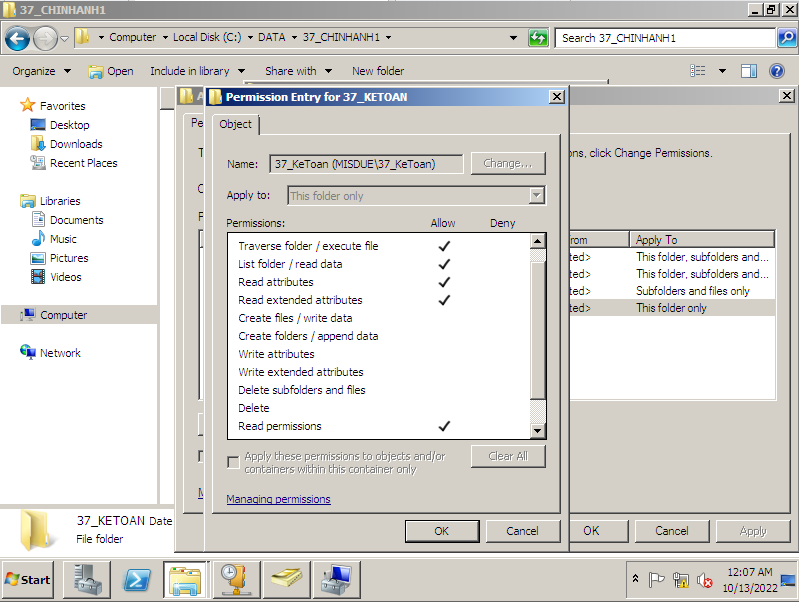 37_CHINHANH1
Computer Local Disk (C:) DATA 37_CHINHANH1
Search 37_CHINHANH1
Organize Open Include in library Share with New folder
Favorites
Desktop
Downloads
Recent Places
Libraries
Documents
Music
Pictures
Videos
Computer
Network
Permission Entry for 37_KETOAN
Object
Name: 37_KeToan (MISDUE\37_KeToan) Change...
Apply to: This folder only
Permissions: Allow Deny
Traverse folder / execute file
List folder / read data
Read attributes
Read extended attributes
Create files / write data
Create folders / append data
Write attributes
Write extended attributes
Delete subfolders and files
Delete
Read permissions
Apply these permissions to objects and/or
containers within this container only
Clear All
Managing permissions
OK Cancel
ns, click Change Permissions.
From Apply To
ted> This folder, subfolders and...
ted> This folder, subfolders and...
ted> Subfolders and files only
ted> This folder only
OK Cancel Apply
37_KETOAN Date
File folder
Start
12:07 AM
10/13/2022